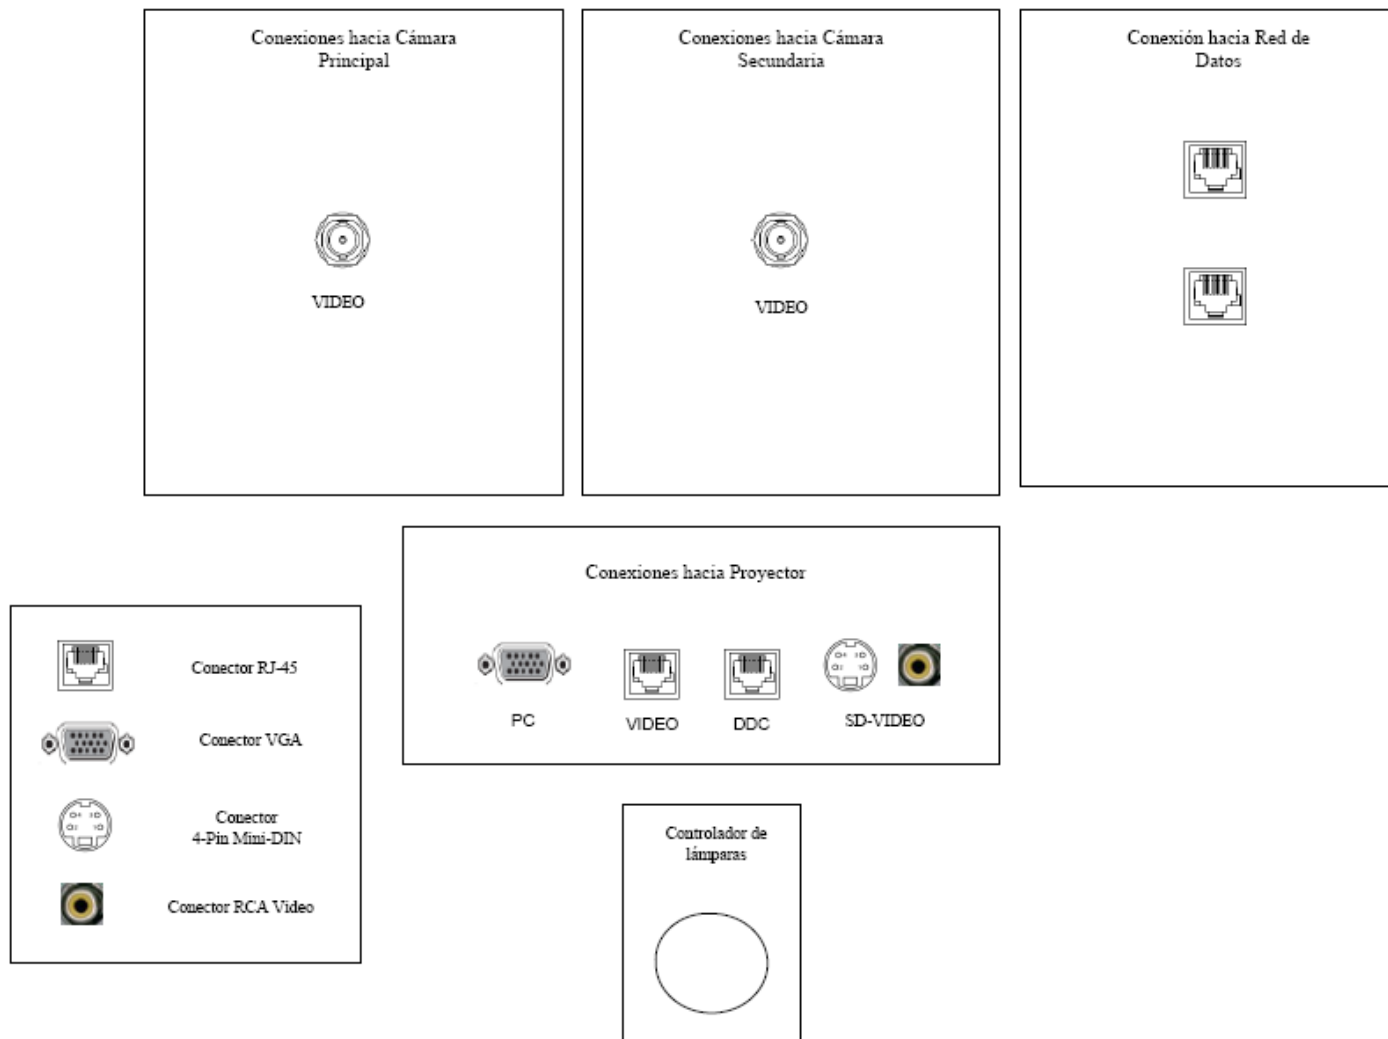 Conexiones hacia Cámara
Principal
VIDEO
Conexiones hacia Cámara
Secundaria
VIDEO
Conexión hacia Red de
Datos
Conexiones hacia Proyector
PC
VIDEO
DDC
SD-VIDEO
Conector RJ-45
Conector VGA
Conector
4-Pin Mini-DIN
Conector RCA Video
Controlador de
lámparas